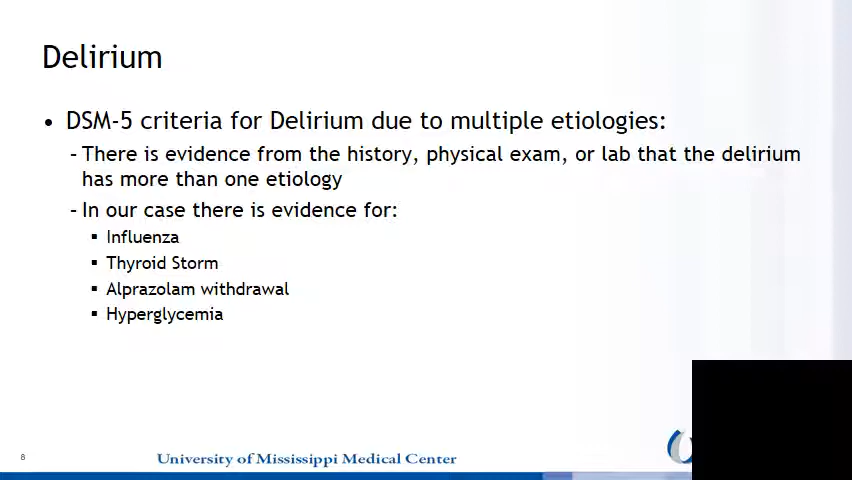 Delirium
• DSM-5 criteria for Delirium due to multiple etiologies:
- There is evidence from the history, physical exam, or lab that the delirium
has more than one etiology
- In our case there is evidence for:
▪ Influenza
▪ Thyroid Storm
▪ Alprazolam withdrawal
▪ Hyperglycemia
8
University of Mississippi Medical Center